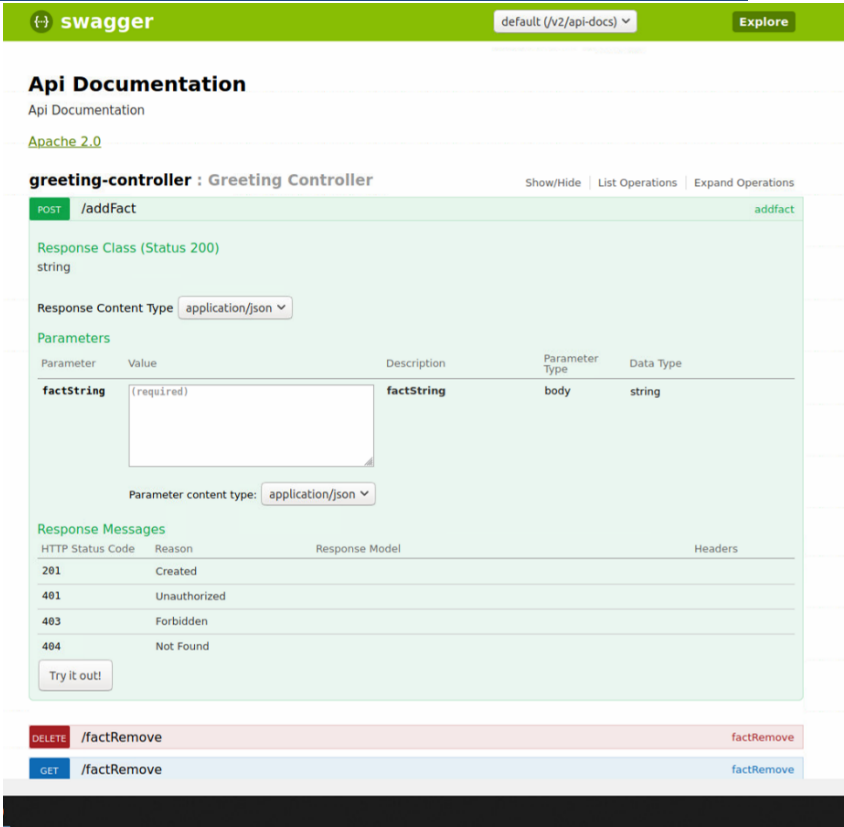 {···} swagger default (/v2/api-docs) Explore
Api Documentation
Api Documentation
Apache 2.0
greeting-controller : Greeting Controller Show/Hide List Operations Expand Operations
POST /addFact addfact
Response Class (Status 200)
string
Response Content Type application/json
Parameters
Parameter Value Description Parameter Type Data Type
factString (required) factString body string
Parameter content type: application/json
Response Messages
HTTP Status Code Reason Response Model Headers
201 Created
401 Unauthorized
403 Forbidden
404 Not Found
Try it out!
DELETE /factRemove factRemove
GET /factRemove factRemove